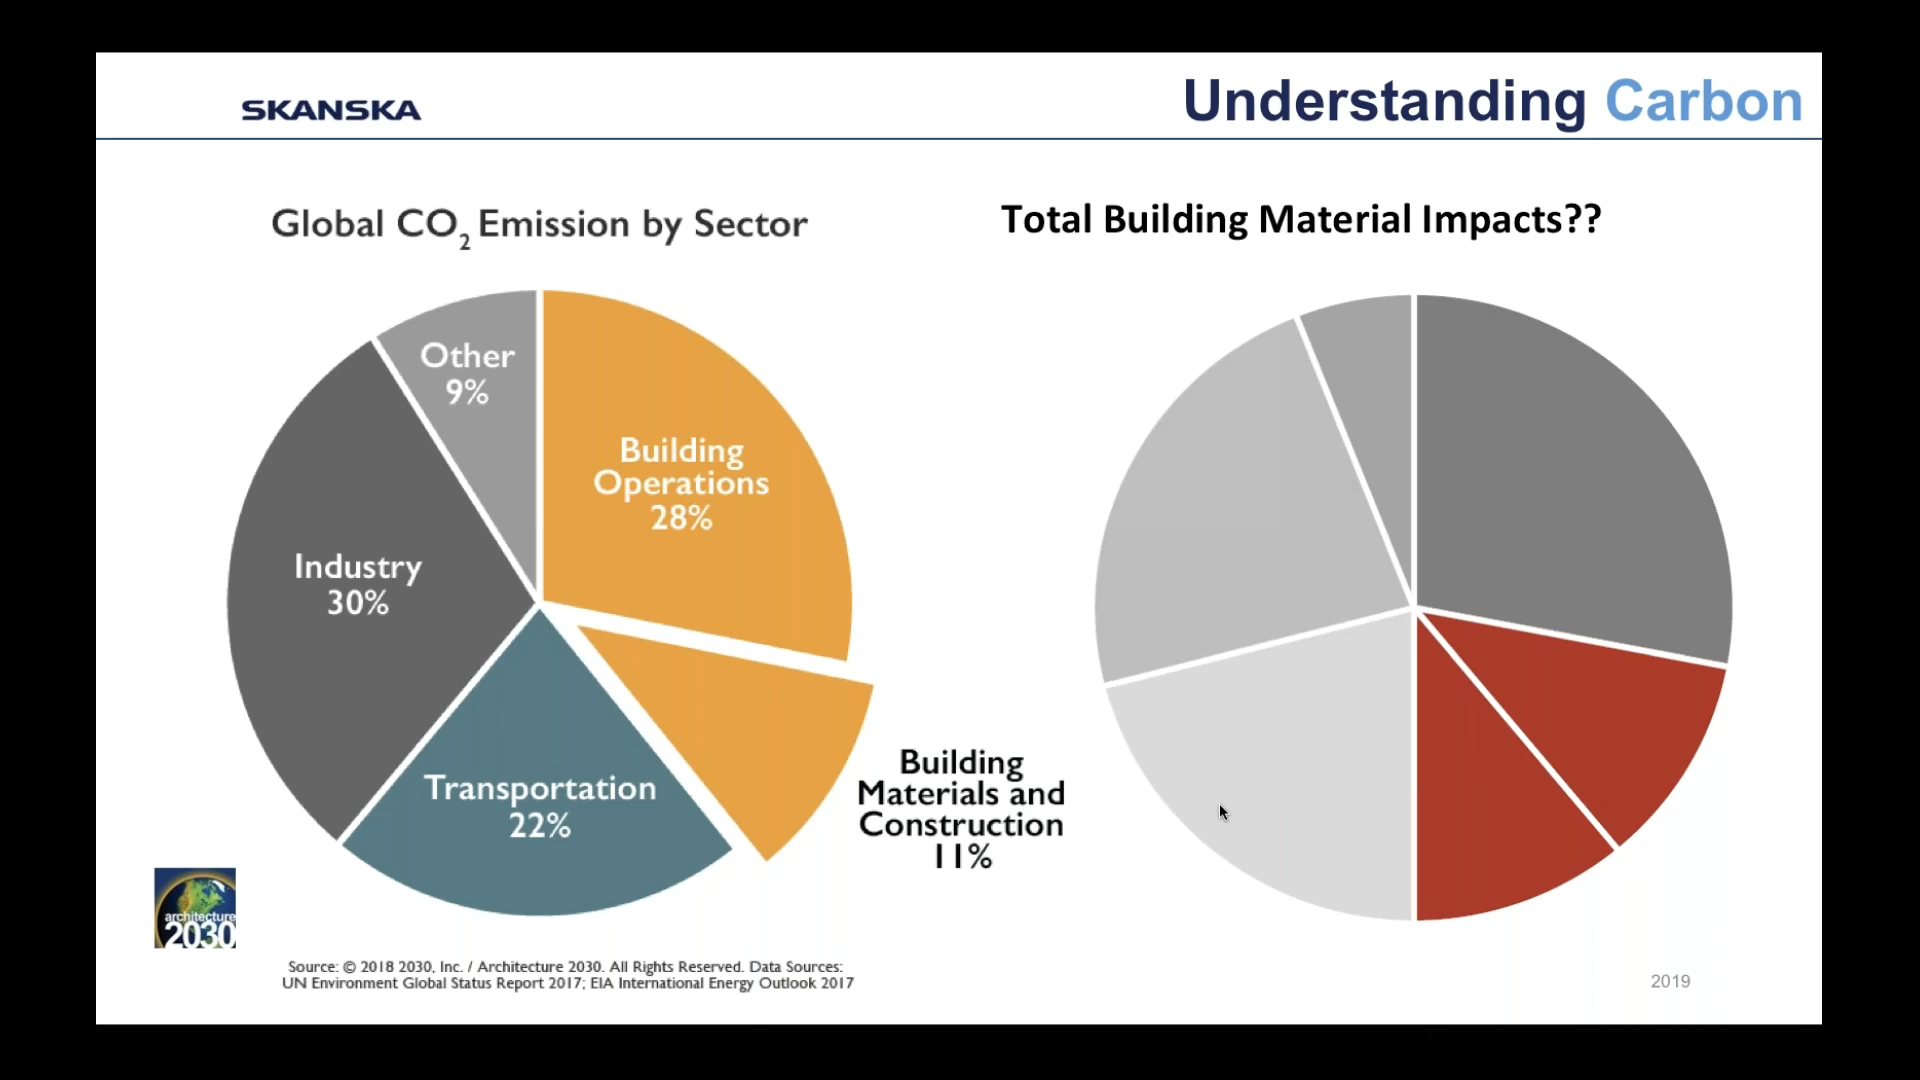 SKANSKA
Understanding Carbon
Global CO2 Emission by Sector
Total Building Material Impacts??
Other
9%
Building
Operations
28%
Industry
30%
Transportation
22%
Building
Materials and
Construction
11%
architecture
2030
Source: © 2018 2030, Inc. / Architecture 2030. All Rights Reserved. Data Sources:
UN Environment Global Status Report 2017; EIA International Energy Outlook 2017
2019